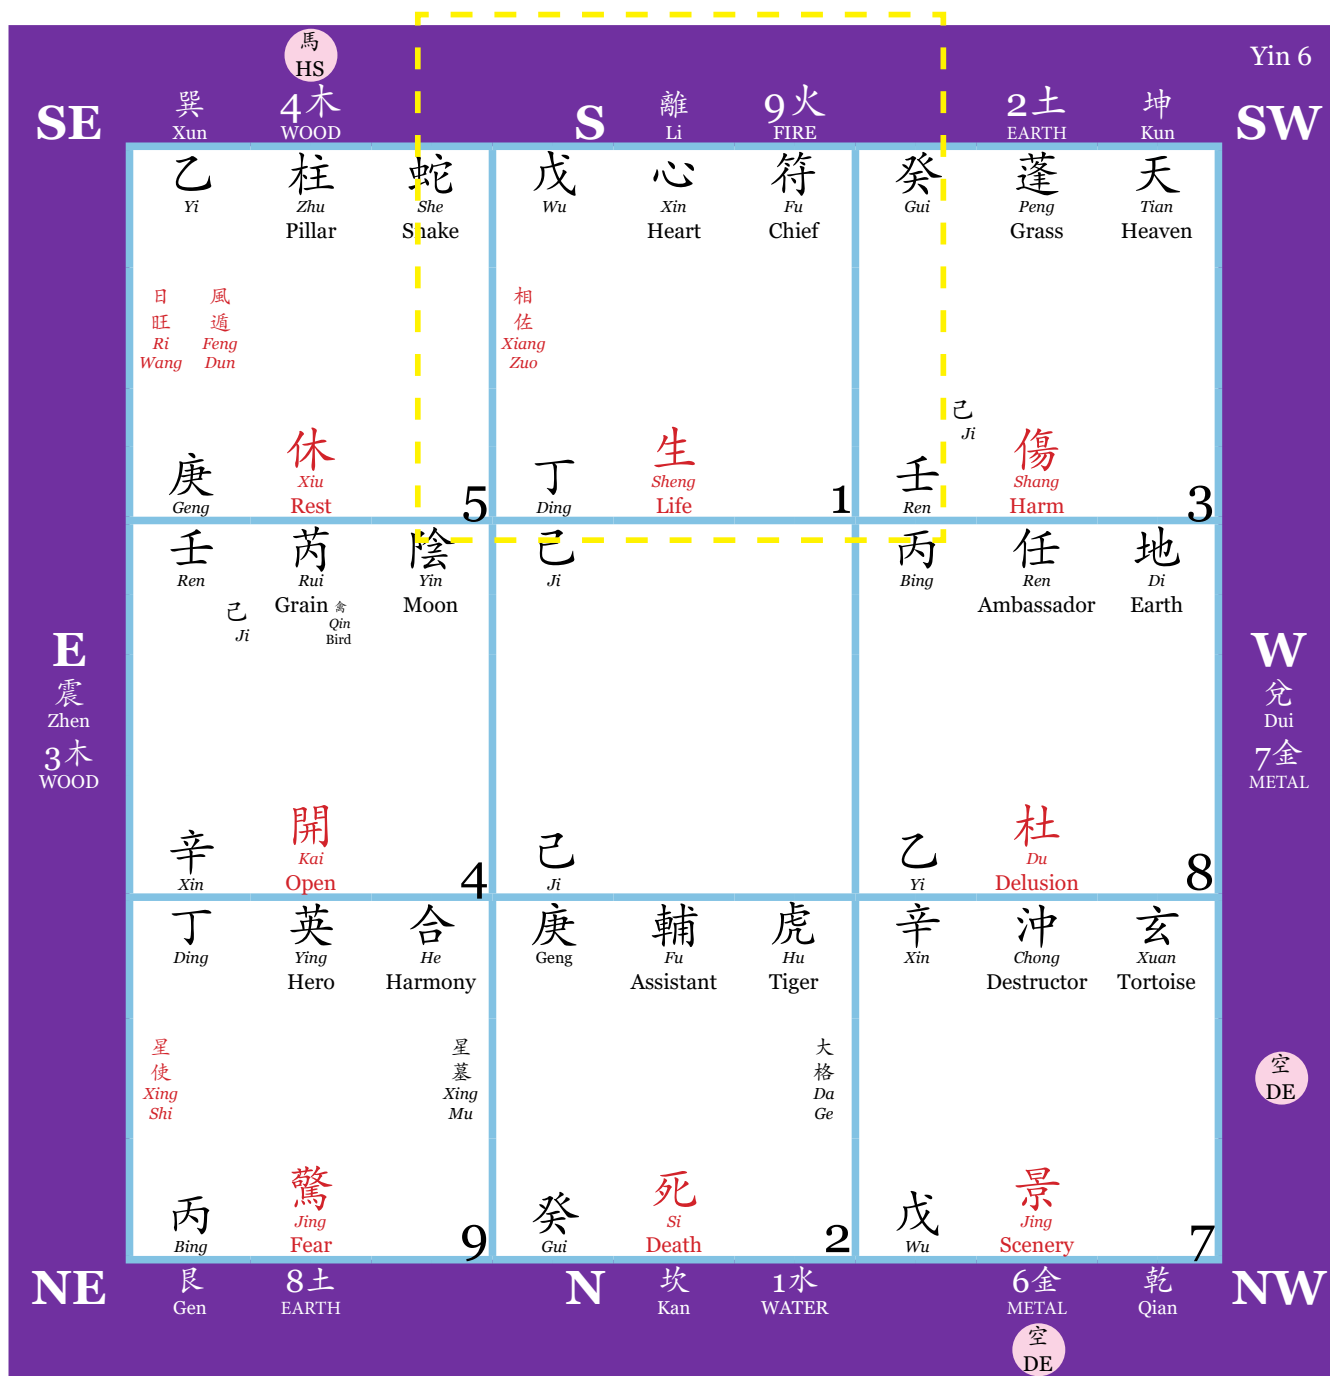 馬
HS
Yin 6
SE
巽
Xun
4木
WOOD
S
離
Li
9火
FIRE
2土
EARTH
坤
Kun
SW
乙
Yi
柱
Zhu
Pillar
蛇
She
Snake
日
旺
Ri
Wang
風
遁
Feng
Dun
庚
Geng
休
Xiu
Rest
5
戊
Wu
心
Xin
Heart
符
Fu
Chief
相
佐
Xiang
Zuo
丁
Ding
生
Sheng
Life
1
癸
Gui
蓬
Peng
Grass
天
Tian
Heaven
己
Ji
壬
Ren
傷
Shang
Harm
3
E
震
Zhen
3木
WOOD
壬
Ren
己
Ji
芮
Rui
Grain
禽
Qin
Bird
陰
Yin
Moon
辛
Xin
開
Kai
Open
4
己
Ji
己
Ji
丙
Bing
任
Ren
Ambassador
地
Di
Earth
乙
Yi
杜
Du
Delusion
8
W
兌
Dui
7金
METAL
丁
Ding
英
Ying
Hero
合
He
Harmony
星
使
Xing
Shi
星
墓
Xing
Mu
丙
Bing
驚
Jing
Fear
9
庚
Geng
輔
Fu
Assistant
虎
Hu
Tiger
大
格
Da
Ge
癸
Gui
死
Si
Death
2
辛
Xin
沖
Chong
Destructor
玄
Xuan
Tortoise
戊
Wu
景
Jing
Scenery
7
空
DE
NE
艮
Gen
8土
EARTH
N
坎
Kan
1水
WATER
6金
METAL
乾
Qian
NW
空
DE